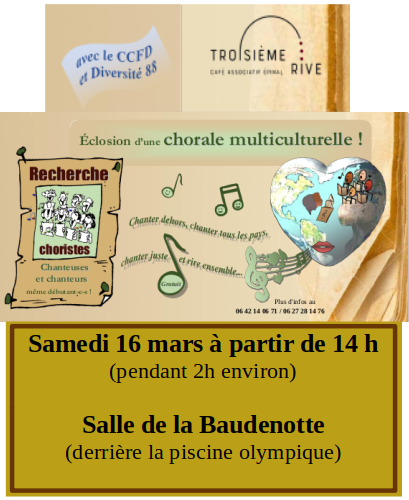 avec le CCFD
et Diversité 88
TROISIÈME
CAFÉ ASSOCIATIF ÉPINAL
RIVE
Éclosion d'une chorale multiculturelle !
Recherche
choristes
Chanteuses
et chanteurs
même débutant-e-s !
Chanter dehors, chanter tous les pays,
chanter juste, et rire ensemble...
Gratuit
Plus d'infos au
06 42 14 06 71 / 06 27 28 14 76
Samedi 16 mars à partir de 14 h
(pendant 2h environ)
Salle de la Baudenotte
(derrière la piscine olympique)